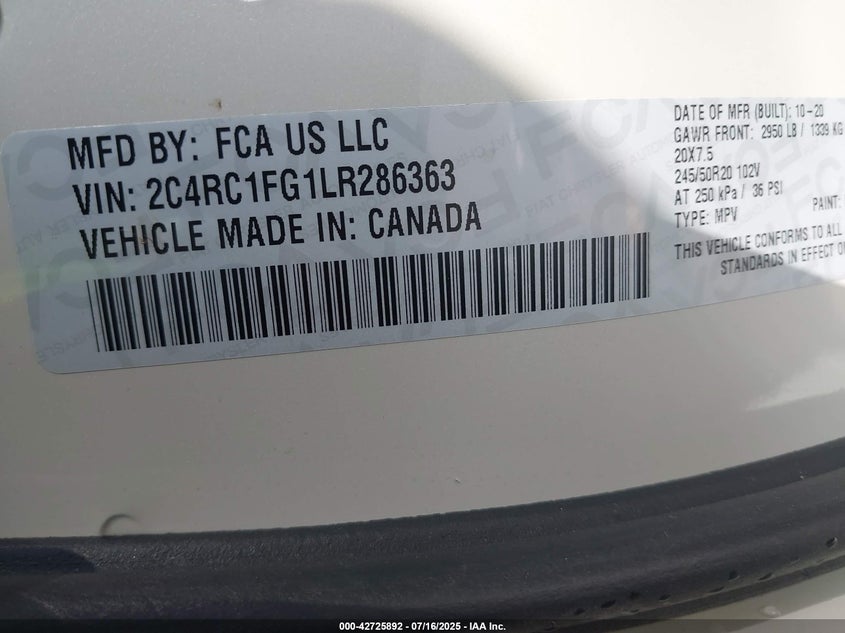 MFD BY: FCA US LLC
VIN: 2C4RC1FG1LR286363
VEHICLE MADE IN: CANADA
DATE OF MFR (BUILT): 10-20
GAWR FRONT: 2950 LB / 1339 KG
20X7.5
245/50R20 102V
AT 250 kPa / 36 PSI
TYPE: MPV PAINT:
THIS VEHICLE CONFORMS TO ALL
STANDARDS IN EFFECT ON
000-42725892 - 07/16/2025 - IAA Inc.